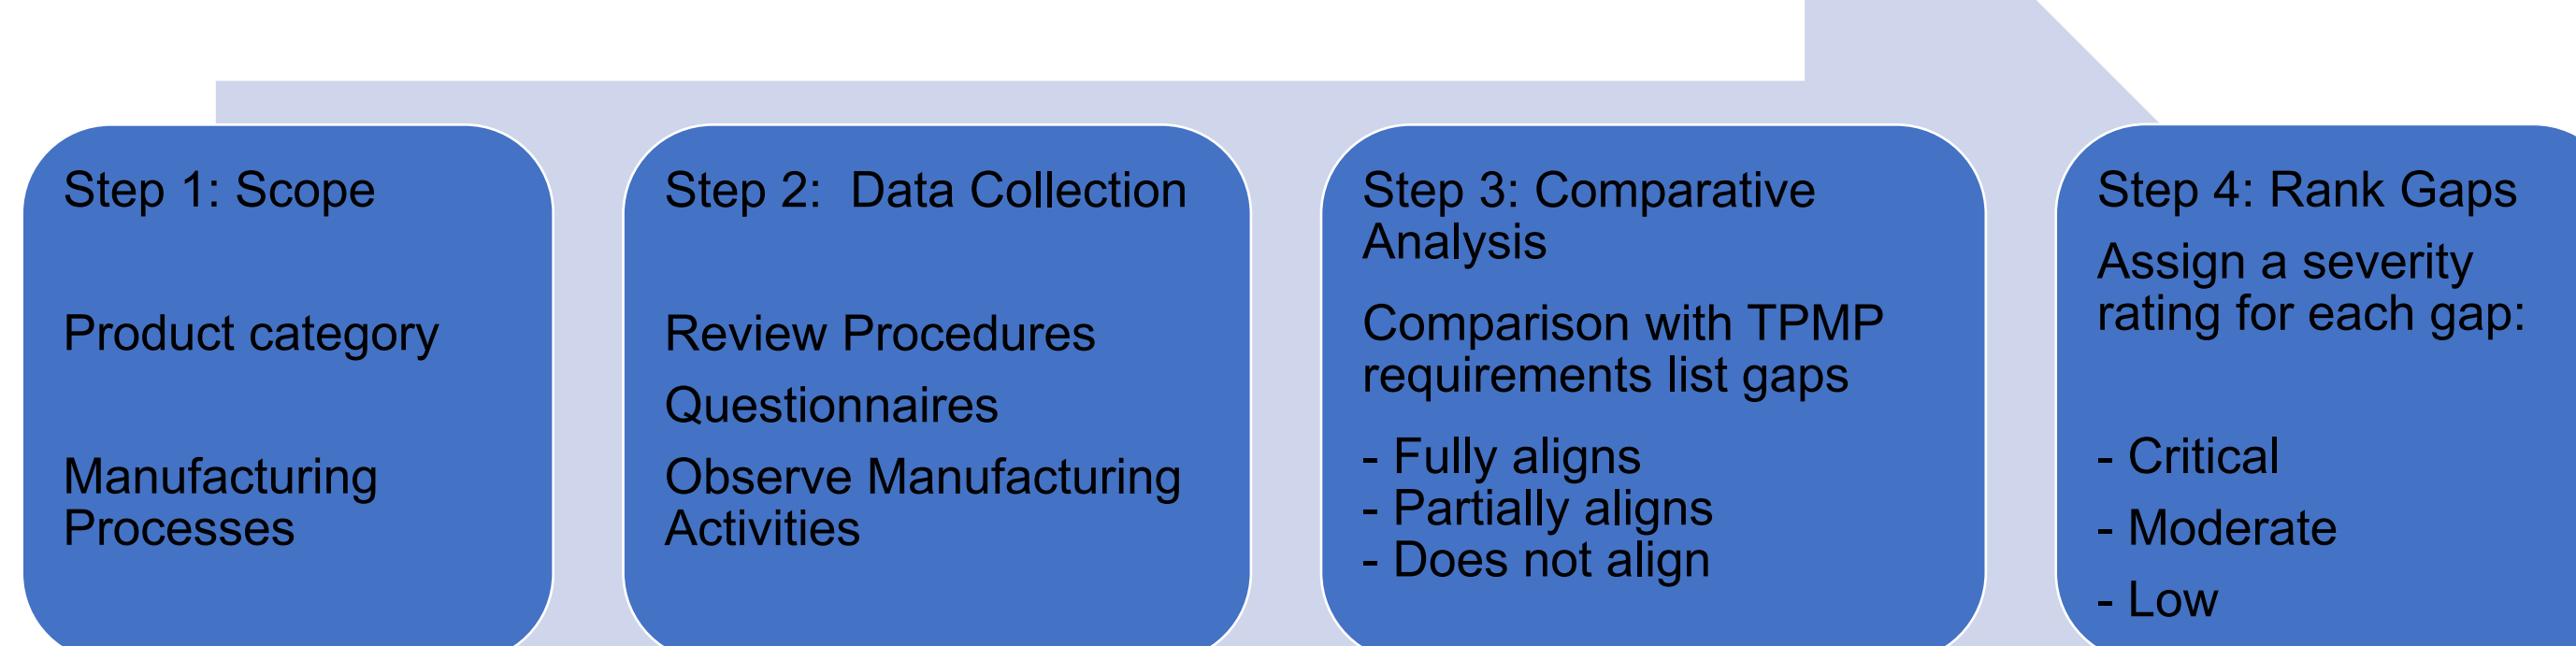 Step 1: Scope
Product category
Manufacturing
Processes
Step 2:  Data Collection
Review Procedures
Questionnaires
Observe Manufacturing
Activities
Step 3: Comparative
Analysis
Comparison with TPMP
requirements list gaps
- Fully aligns
- Partially aligns
- Does not align
Step 4: Rank Gaps
Assign a severity
rating for each gap:
- Critical
- Moderate
- Low